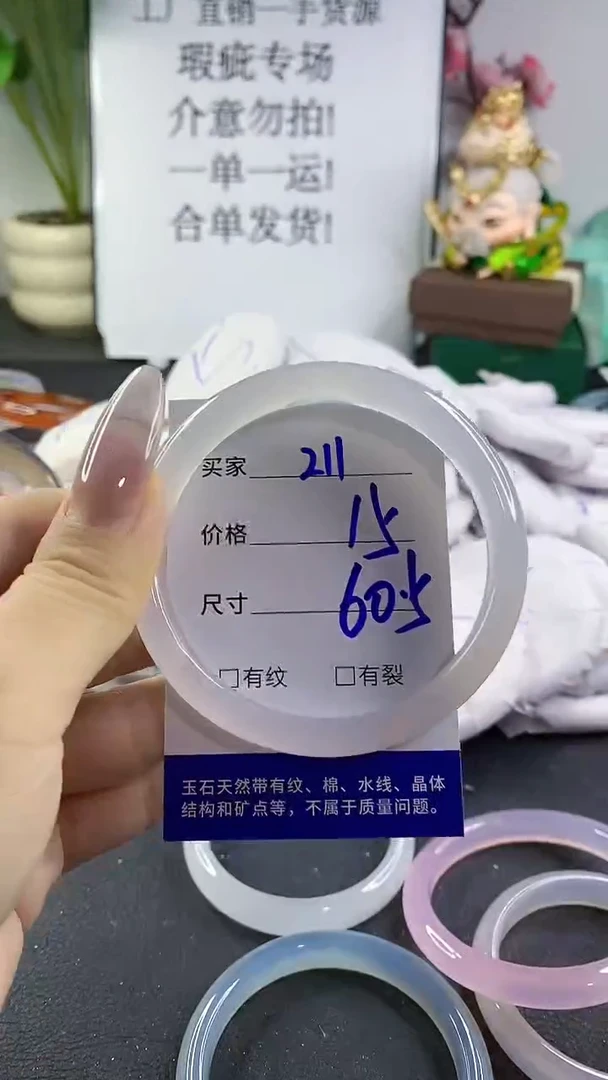 工厂直销一手货源
瑕疵专场
介意勿拍!
一单一运!
合单发货!
买家 211
价格 15
尺寸 60.5
□有纹 □有裂
玉石天然带有纹、棉、水线、晶体
结构和矿点等，不属于质量问题。